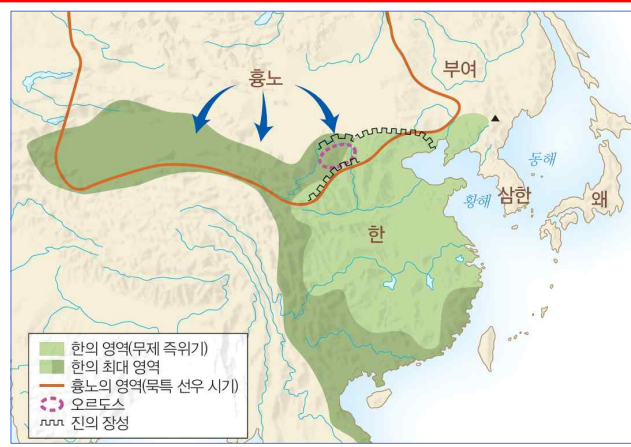 부여
흉노
동해
황해
삼한
왜
한
한의 영역(무제 즉위기)
한의 최대 영역
흉노의 영역(묵특 선우 시기)
오르도스
진의 장성